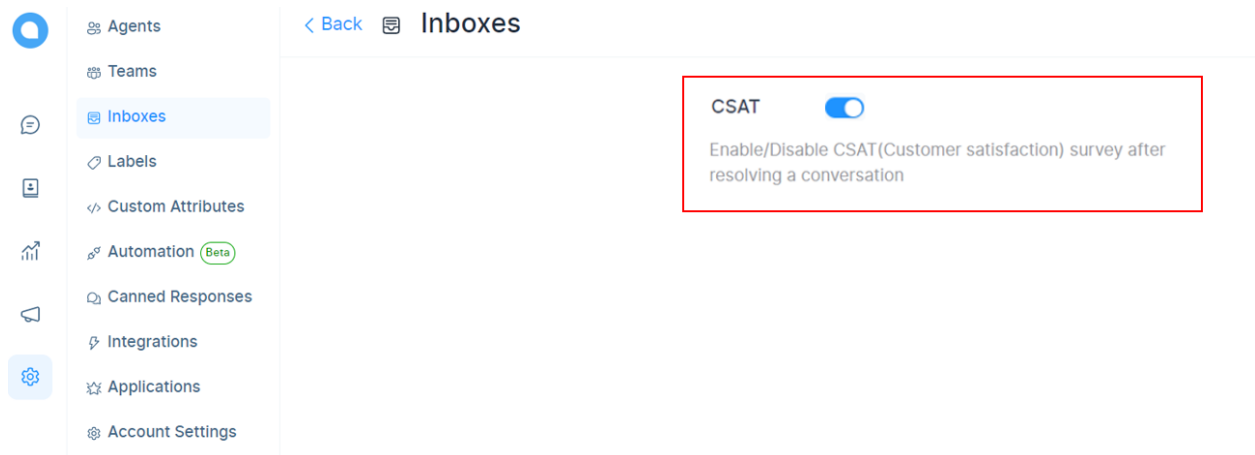 Agents
Teams
Inboxes
Labels
Custom Attributes
Automation Beta
Canned Responses
Integrations
Applications
Account Settings
Back Inboxes
CSAT
Enable/Disable CSAT(Customer satisfaction) survey after
resolving a conversation